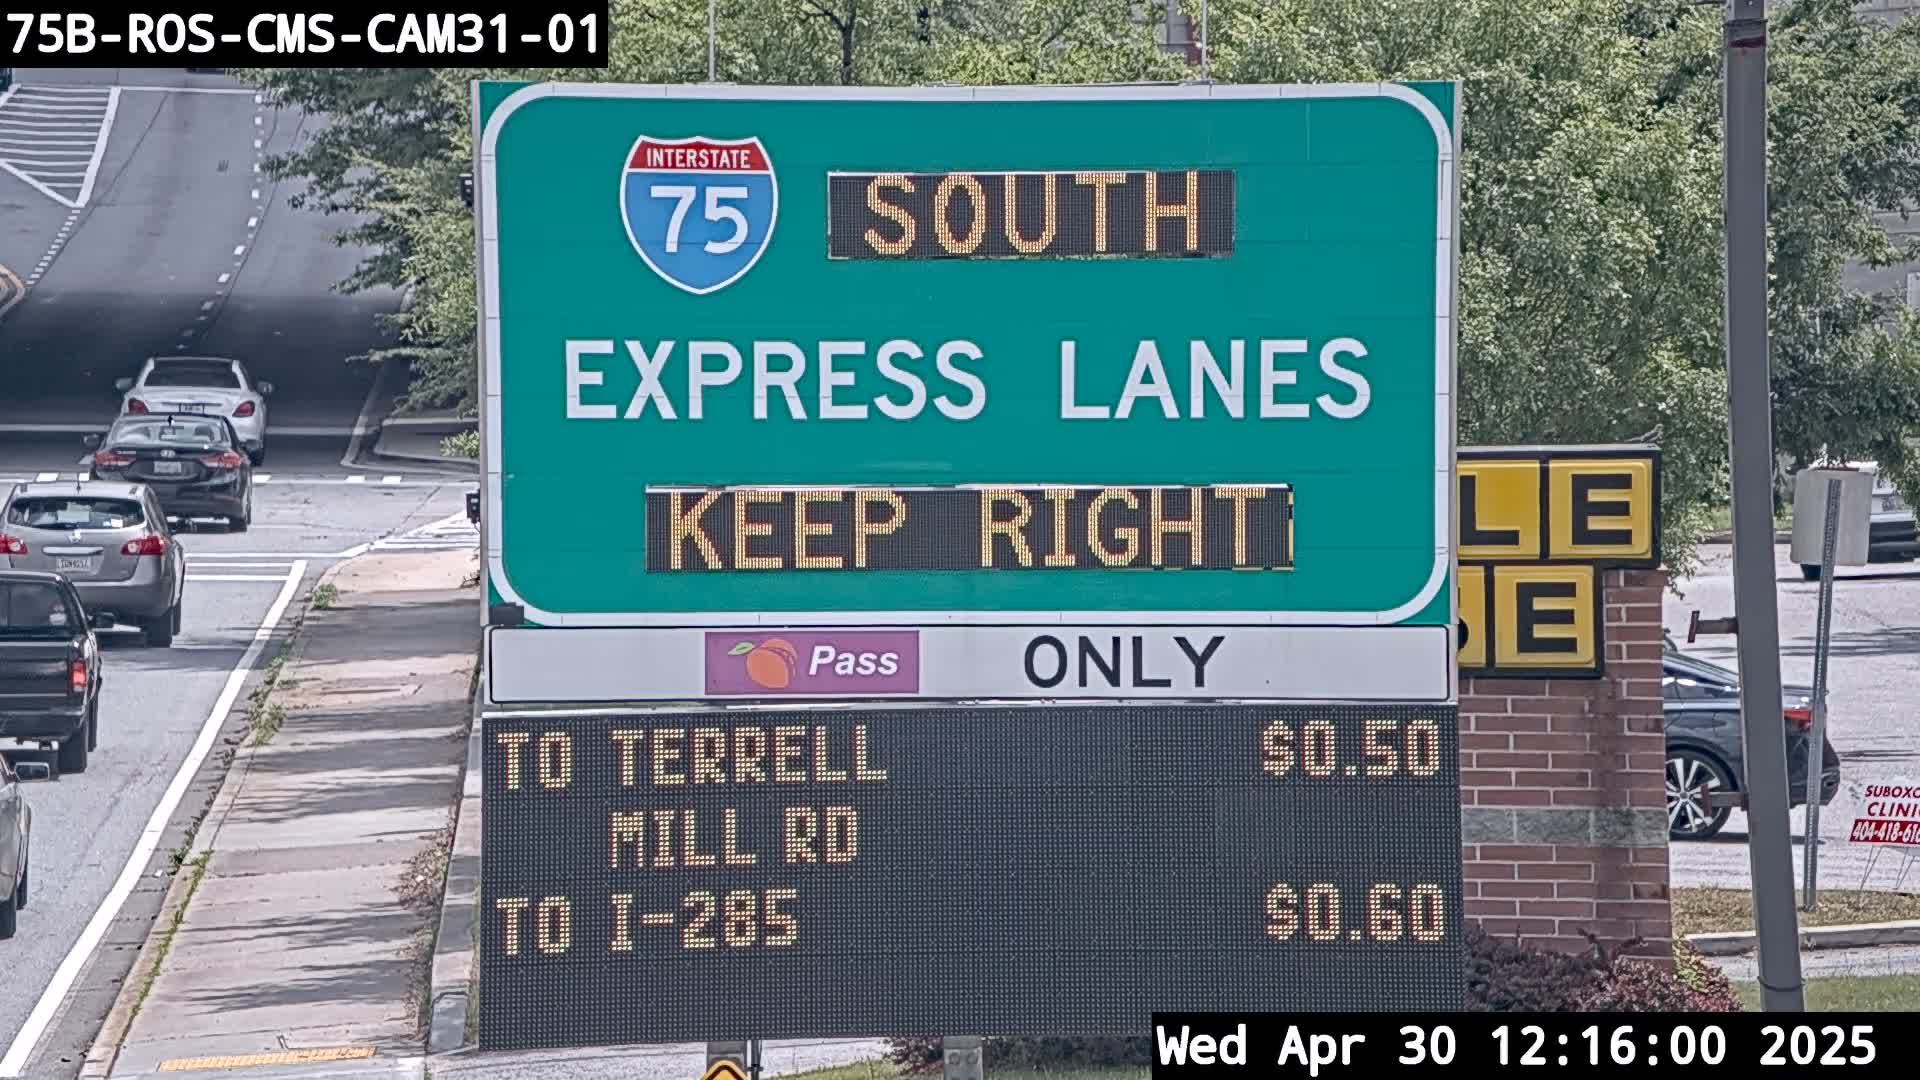 75B-ROS-CMS-CAM31-01
INTERSTATE
75
SOUTH
EXPRESS LANES
KEEP RIGHT
Pass ONLY
TO TERRELL $0.50
MILL RD
TO I-285 $0.60
LE
E
CLINI
Wed Apr 30 12:16:00 2025